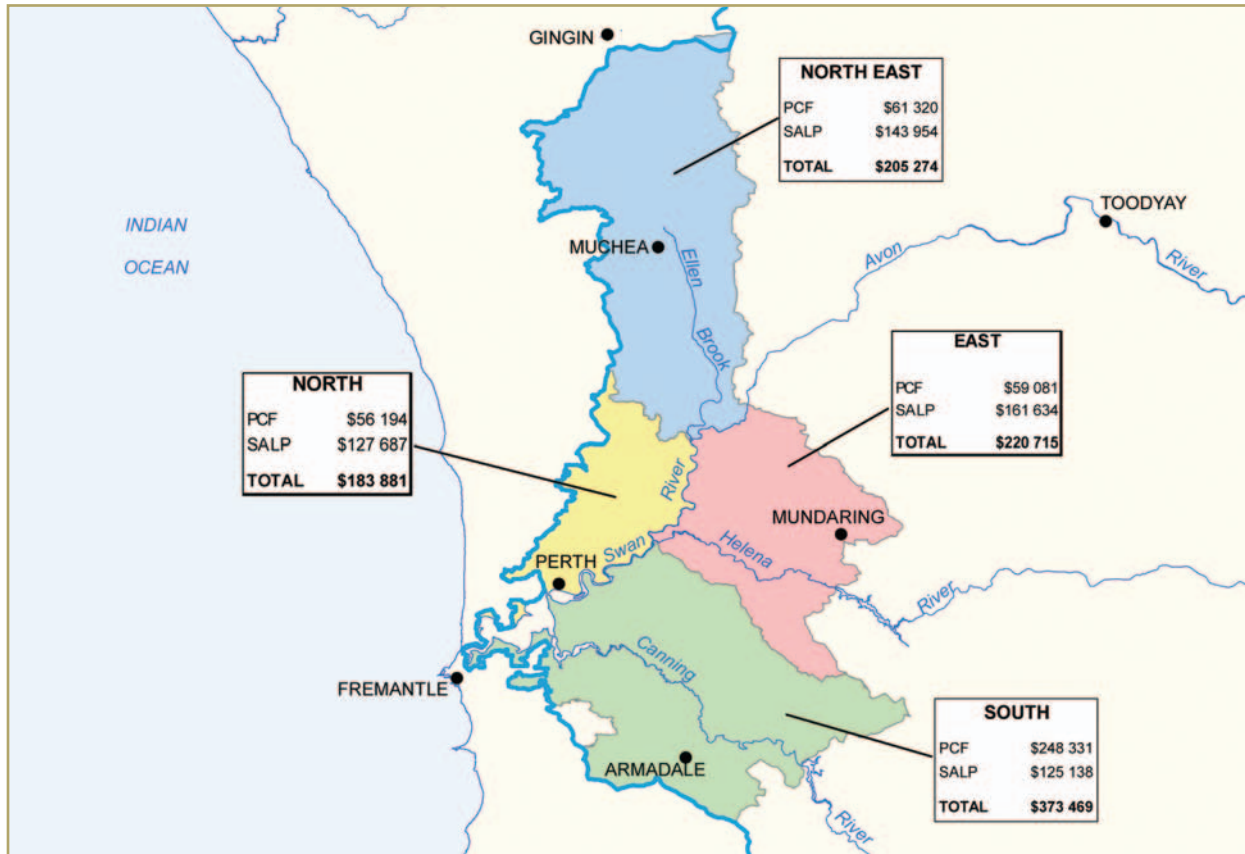 GINGIN
NORTH EAST
PCF $61 320
SALP $143 954
TOTAL $205 274
TOODYAY
INDIAN
OCEAN
MUCHEA
Ellen
Brook
Avon
River
EAST
PCF $59 081
SALP $161 634
TOTAL $220 715
NORTH
PCF $56 194
SALP $127 687
TOTAL $183 881
River
MUNDARING
Swan
Helena
River
PERTH
Canning
FREMANTLE
SOUTH
PCF $248 331
SALP $125 138
TOTAL $373 469
ARMADALE
River